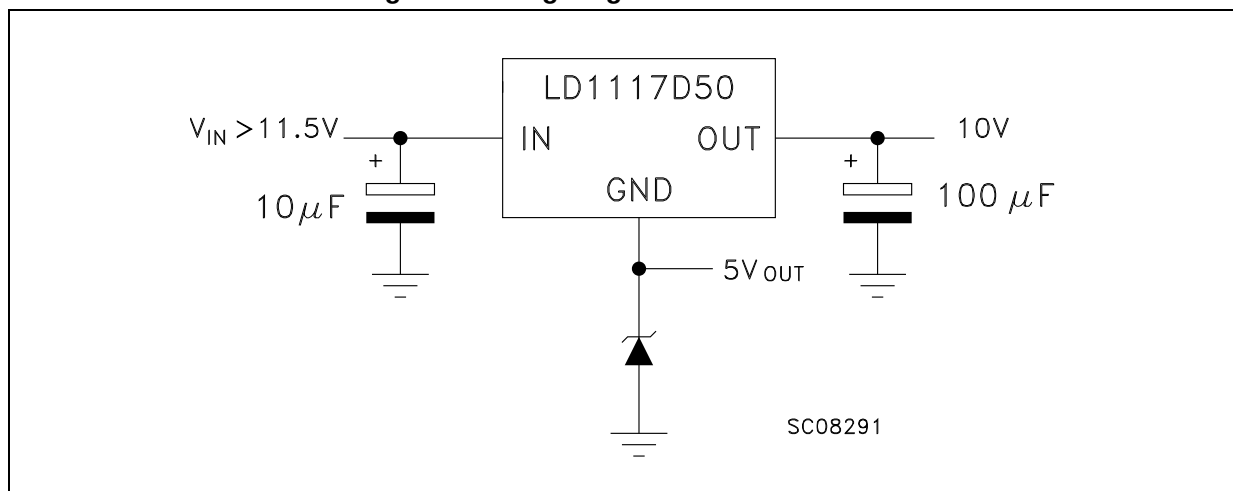 LD1117D50
V_IN >11.5V
IN
OUT
10V
+
+
GND
10μF
100 μF
5V_OUT
SC08291